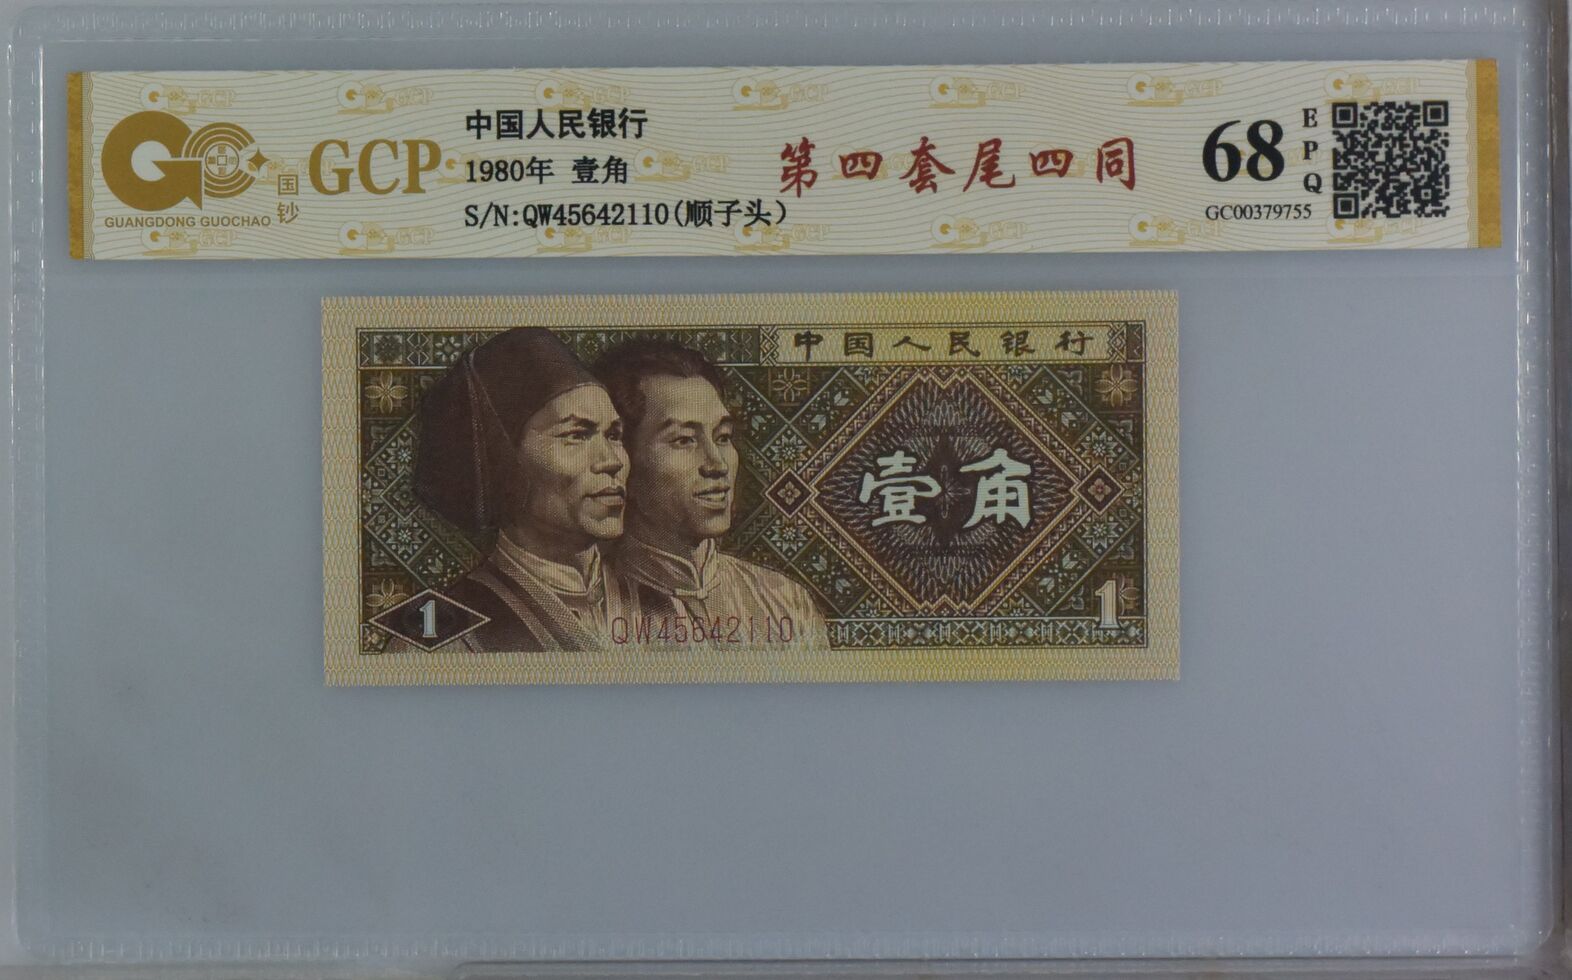 GCP
国钞
GUANGDONG GUOCHAO
中国人民银行
1980年 壹角
S/N:QW45642110(顺子头)
第四套尾四同
68
EPQ
GC00379755
中国人民银行
壹角
1
1
QW45642110